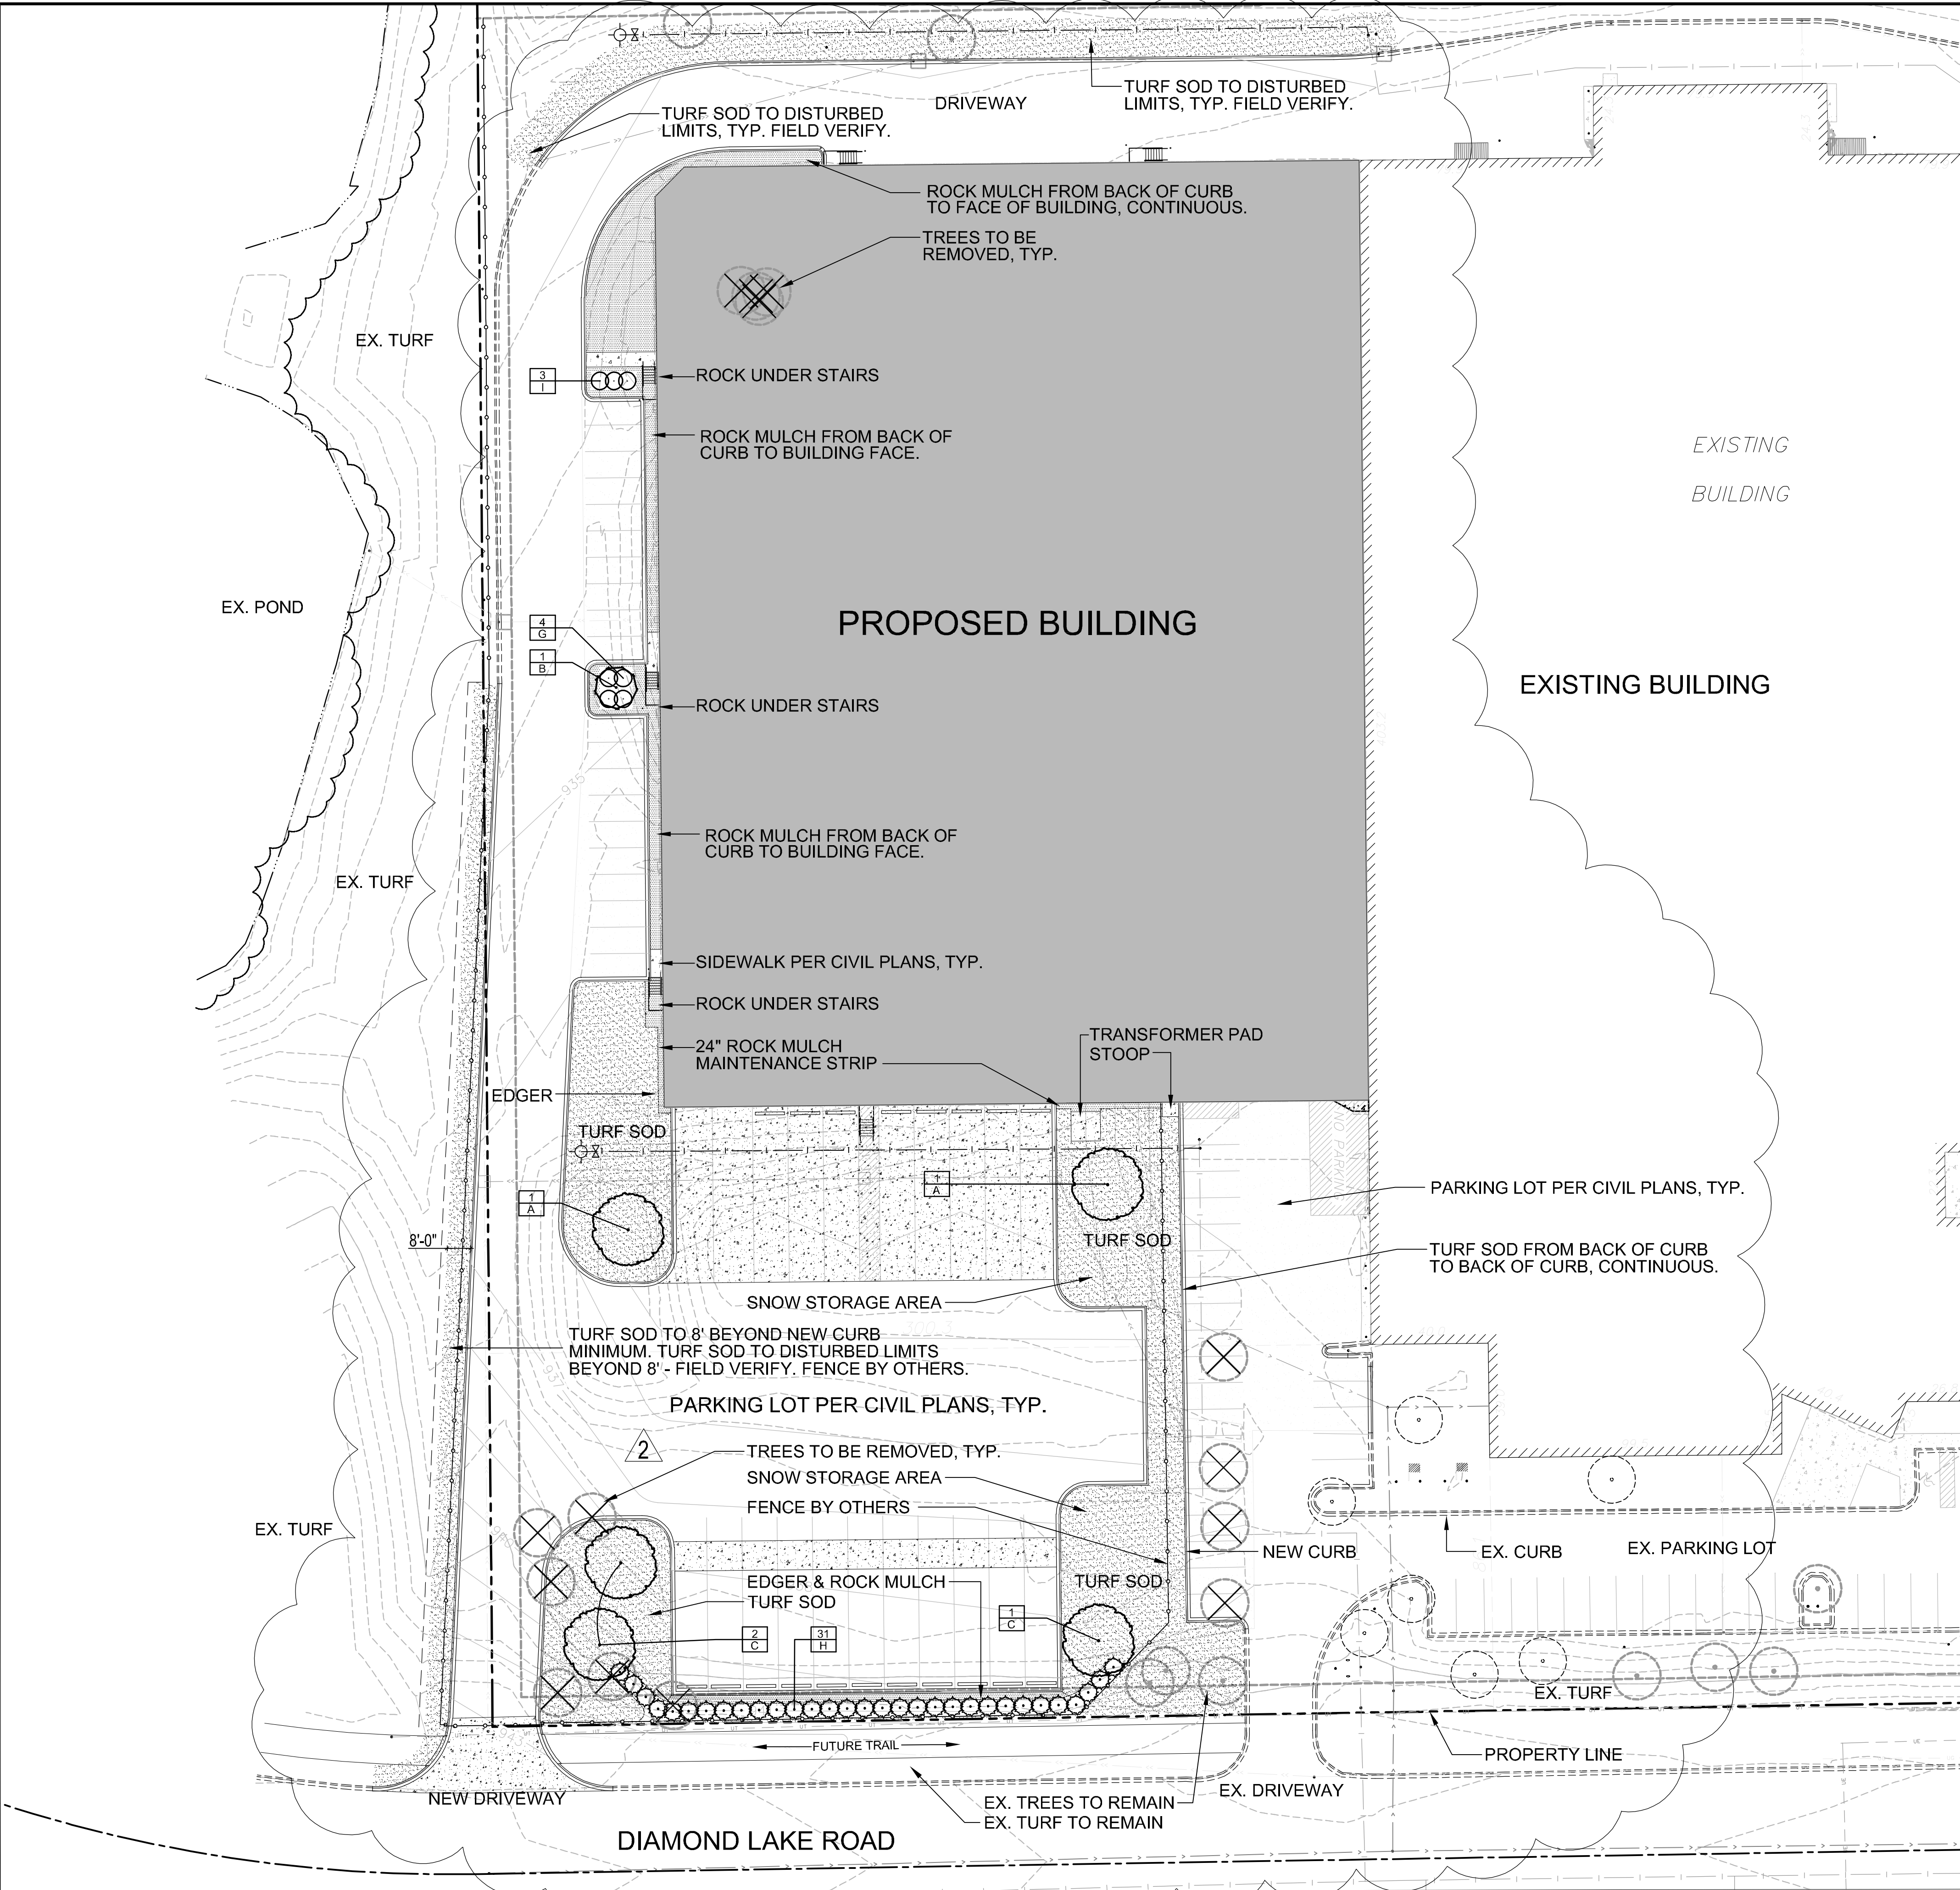 TURF SOD TO DISTURBED
LIMITS, TYP. FIELD VERIFY.
DRIVEWAY
TURF SOD TO DISTURBED
LIMITS, TYP. FIELD VERIFY.
ROCK MULCH FROM BACK OF CURB
TO FACE OF BUILDING, CONTINUOUS.
TREES TO BE
REMOVED, TYP.
EX. TURF
3
I
ROCK UNDER STAIRS
ROCK MULCH FROM BACK OF
CURB TO BUILDING FACE.
EXISTING
BUILDING
EX. POND
4
G
1
B
PROPOSED BUILDING
EXISTING BUILDING
ROCK UNDER STAIRS
935
ROCK MULCH FROM BACK OF
CURB TO BUILDING FACE.
EX. TURF
SIDEWALK PER CIVIL PLANS, TYP.
ROCK UNDER STAIRS
24" ROCK MULCH
MAINTENANCE STRIP
TRANSFORMER PAD
STOOP
EDGER
TURF SOD
1
A
1
A
NO PARKING
PARKING LOT PER CIVIL PLANS, TYP.
8'-0"
TURF SOD
TURF SOD FROM BACK OF CURB
TO BACK OF CURB, CONTINUOUS.
SNOW STORAGE AREA
TURF SOD TO 8' BEYOND NEW CURB
MINIMUM. TURF SOD TO DISTURBED LIMITS
BEYOND 8' - FIELD VERIFY. FENCE BY OTHERS.
937
PARKING LOT PER CIVIL PLANS, TYP.
2
TREES TO BE REMOVED, TYP.
SNOW STORAGE AREA
FENCE BY OTHERS
EX. TURF
NEW CURB
EX. CURB
EX. PARKING LOT
EDGER & ROCK MULCH
TURF SOD
TURF SOD
2
C
31
H
1
C
EX. TURF
FUTURE TRAIL
PROPERTY LINE
NEW DRIVEWAY
EX. TREES TO REMAIN
EX. TURF TO REMAIN
EX. DRIVEWAY
DIAMOND LAKE ROAD